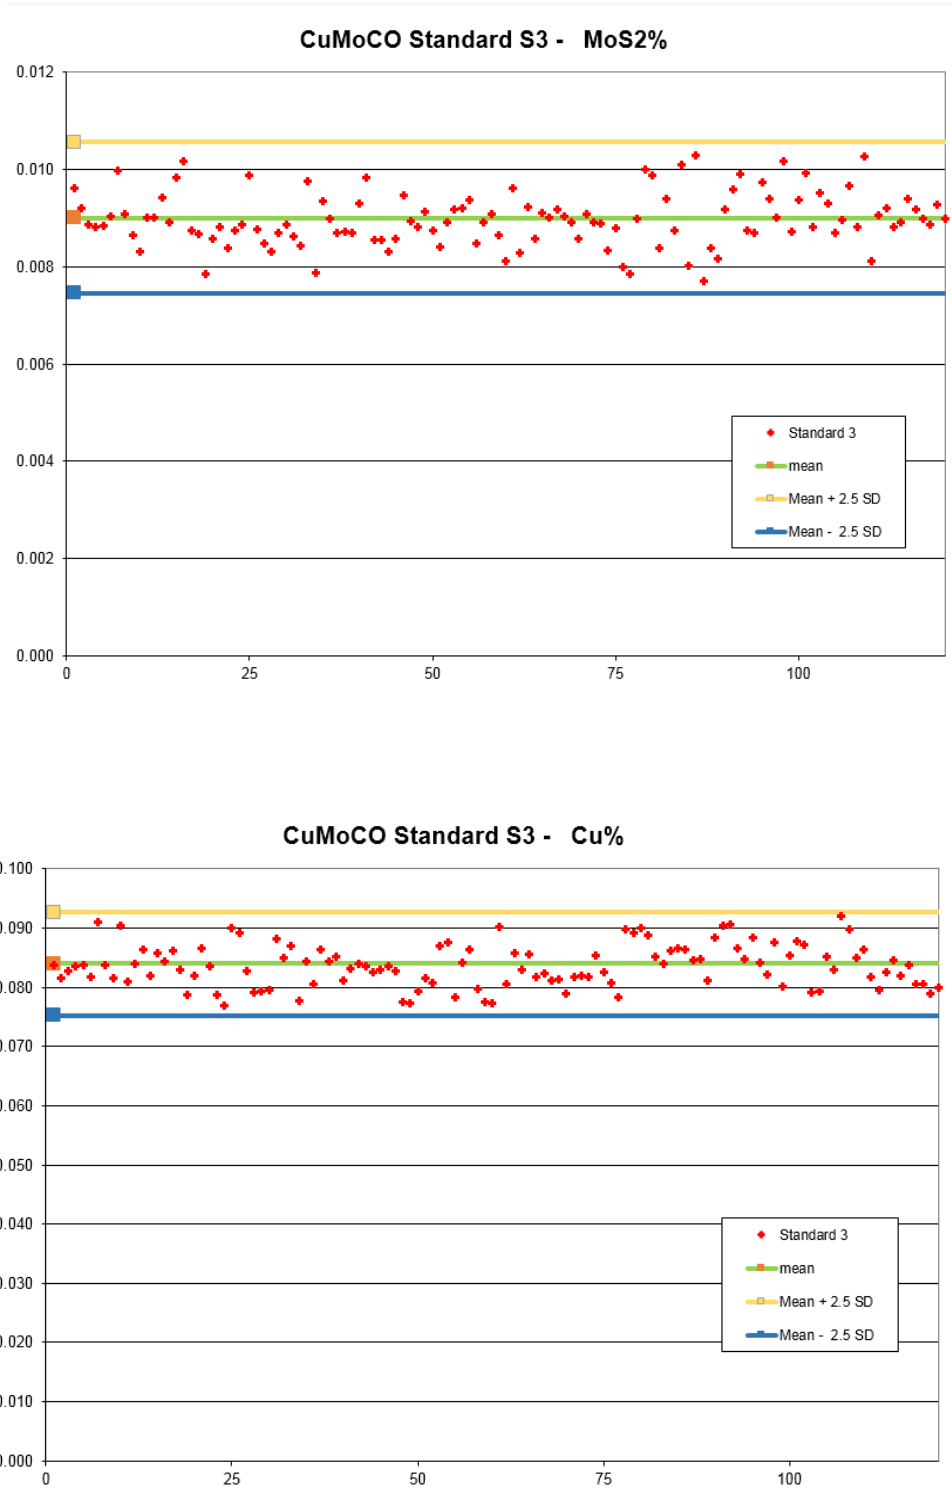 CuMoCO Standard S3 - MoS2%
0.012
0.010
0.008
0.006
0.004
0.002
0.000
0 25 50 75 100
Standard 3
mean
Mean + 2.5 SD
Mean - 2.5 SD
CuMoCO Standard S3 - Cu%
0.100
0.090
0.080
0.070
0.060
0.050
0.040
0.030
0.020
0.010
0.000
0 25 50 75 100
Standard 3
mean
Mean + 2.5 SD
Mean - 2.5 SD